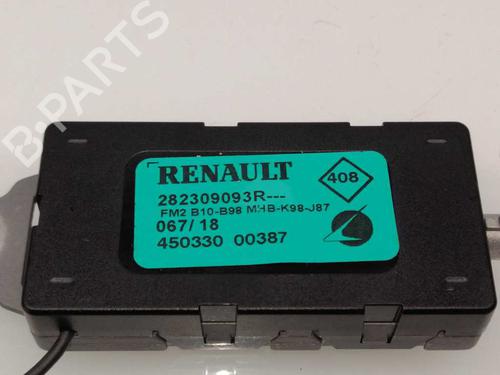 B-PARTS
RENAULT
408
282309093R---
FM2 B10-B98 MHB-K98-J87
067/18
450330 00387